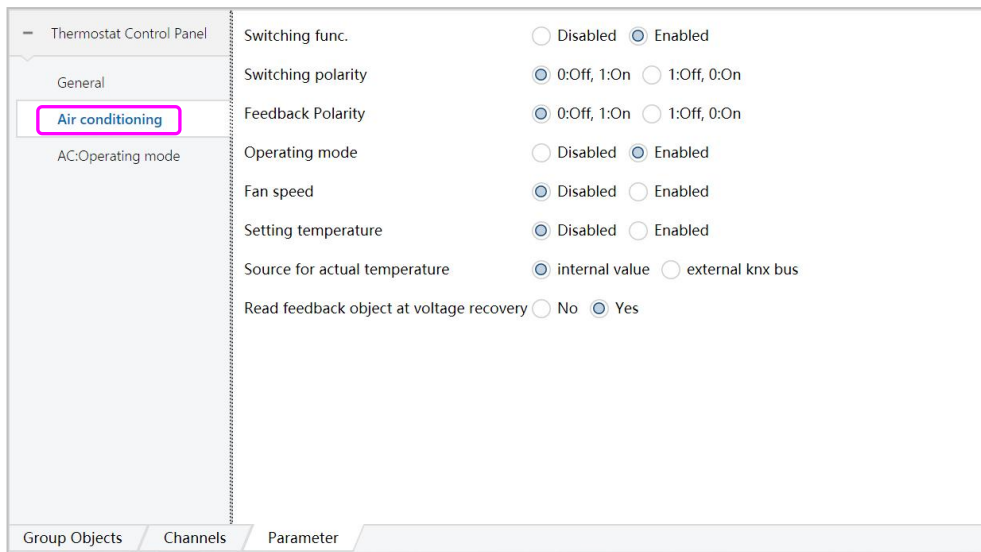 Thermostat Control Panel
General
Air conditioning
AC:Operating mode
Switching func. Disabled Enabled
Switching polarity 0:Off, 1:On 1:Off, 0:On
Feedback Polarity 0:Off, 1:On 1:Off, 0:On
Operating mode Disabled Enabled
Fan speed Disabled Enabled
Setting temperature Disabled Enabled
Source for actual temperature internal value external knx bus
Read feedback object at voltage recovery No Yes
Group Objects Channels Parameter